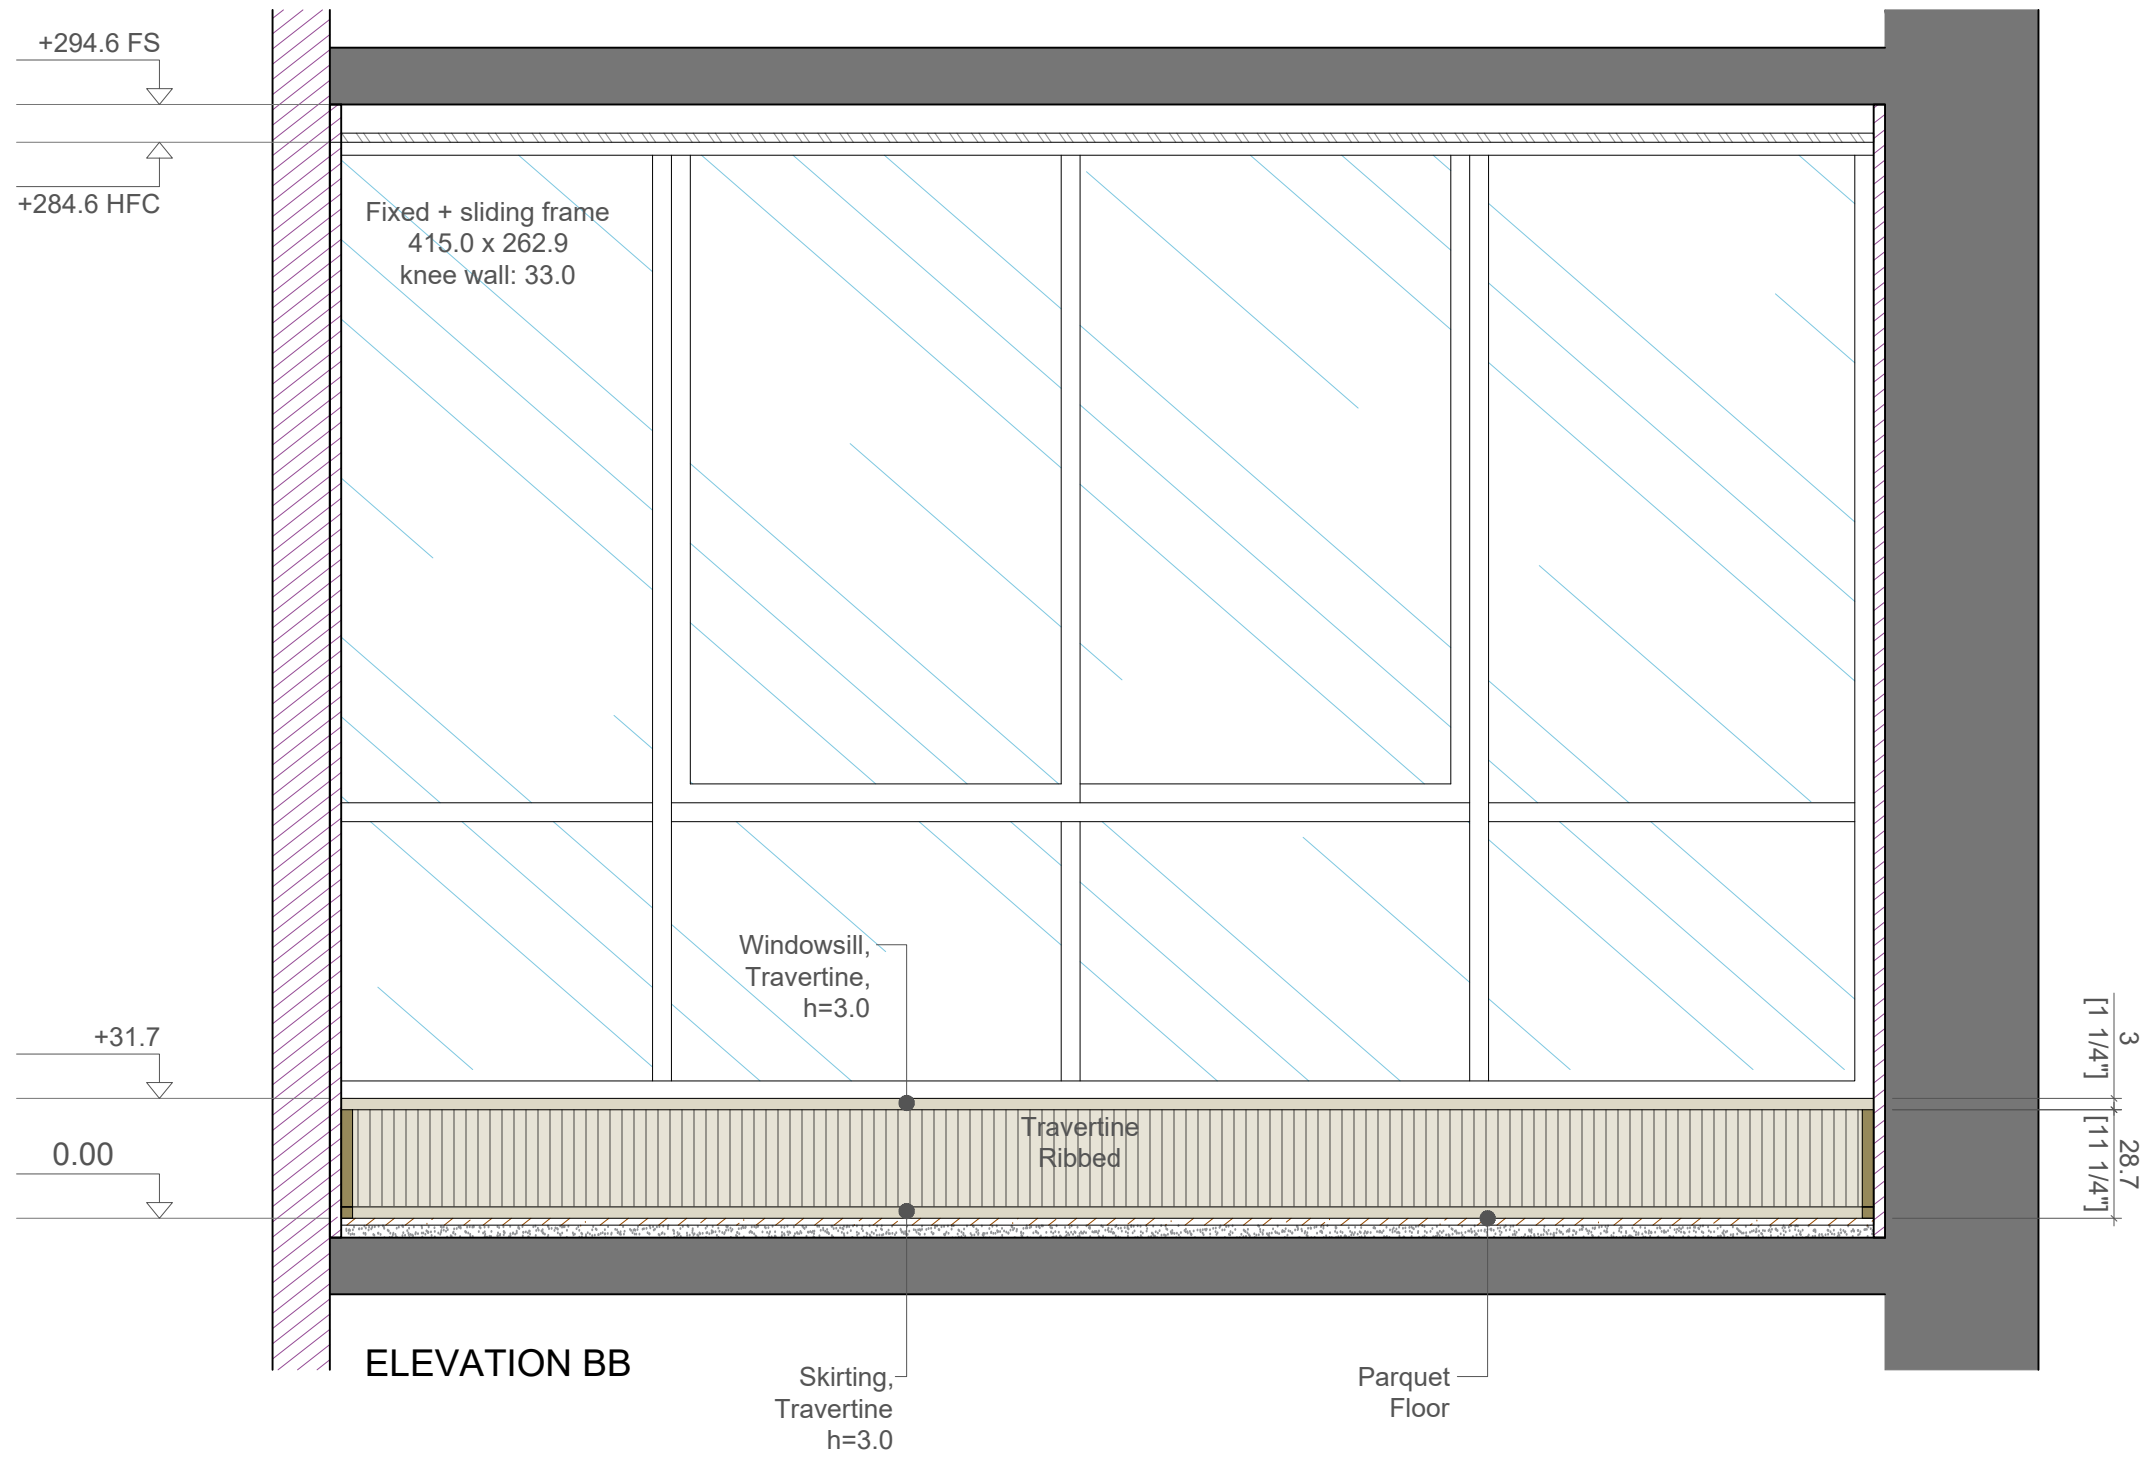 +294.6 FS
+284.6 HFC
Fixed + sliding frame
415.0 x 262.9
knee wall: 33.0
Windowsill,
Travertine,
h=3.0
+31.7
3
[1 1/4"]
Travertine
Ribbed
0.00
28.7
[11 1/4"]
ELEVATION BB
Skirting,
Travertine
h=3.0
Parquet
Floor